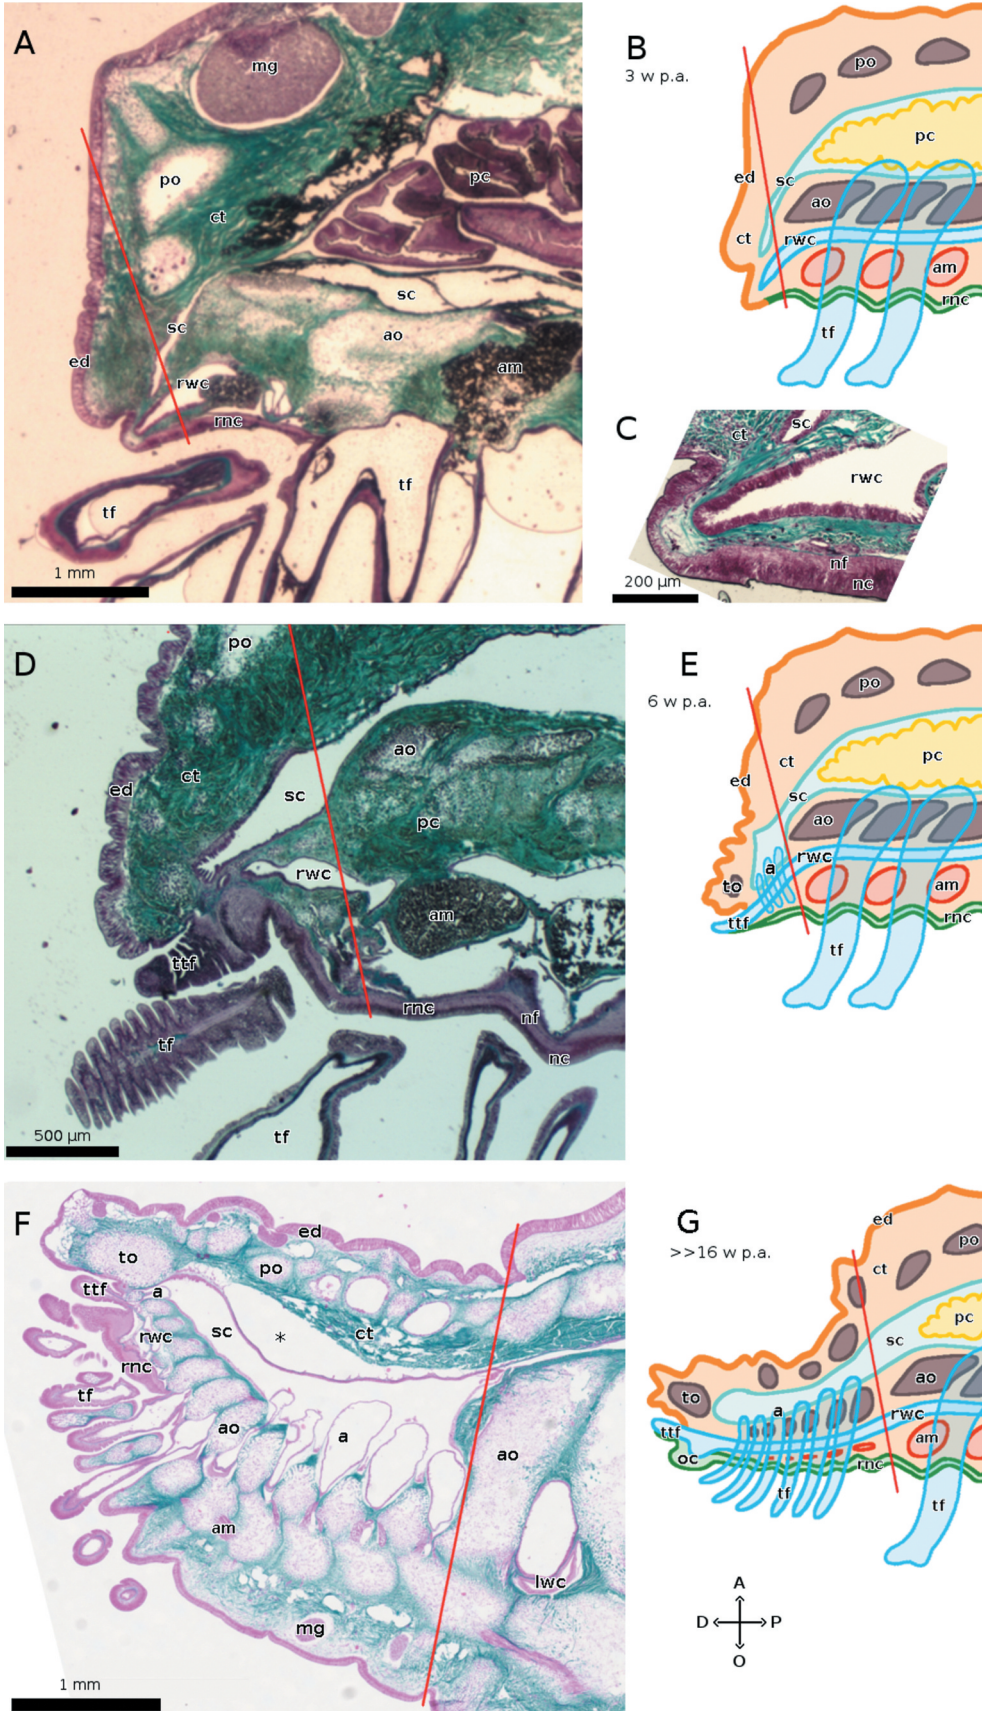 A
mg
po
ct
pc
sc
sc
ao
ed
rwc
am
rnc
tf
tf
1 mm
B
3 w p.a.
po
pc
ed
sc
ao
ct
rwc
am
rnc
tf
C
ct
sc
rwc
nf
nc
200 µm
D
po
ao
ct
ed
sc
pc
rwc
am
ttf
rnc
nf
tf
nc
tf
500 µm
E
6 w p.a.
po
ct
pc
ed
sc
ao
rwc
a
to
am
rnc
ttf
tf
F
ed
to
po
ttf
a
sc
*
ct
rwc
rnc
tf
ao
a
ao
am
lwc
mg
1 mm
G
>>16 w p.a.
ed
po
ct
pc
sc
ao
to
a
rwc
ttf
am
oc
rnc
tf
tf
A
D P
O